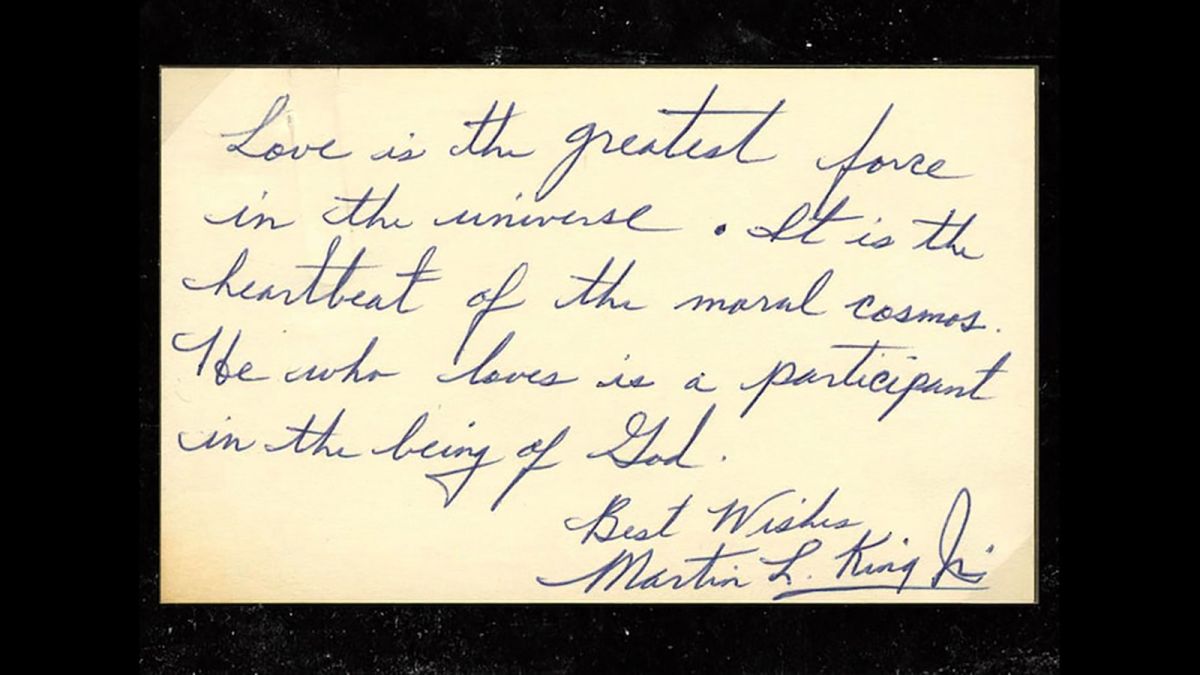 Love is the greatest force
in the universe . It is the
heartbeat of the moral cosmos.
He who loves is a participant
in the being of God.
Best Wishes
Martin L. King Jr